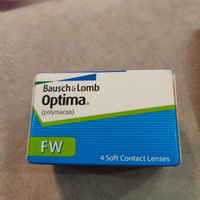 Bausch & Lomb
Optima®
(polymacon)
FW
4 Soft Contact Lenses